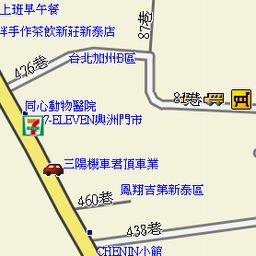 上班早午餐
手作茶飲新莊新泰店
87巷
台北加州B區
476巷
81巷
同心動物醫院
7-ELEVEN興洲門市
三陽機車君頂車業
鳳翔吉第新泰區
460巷
438巷
CHENIN小館